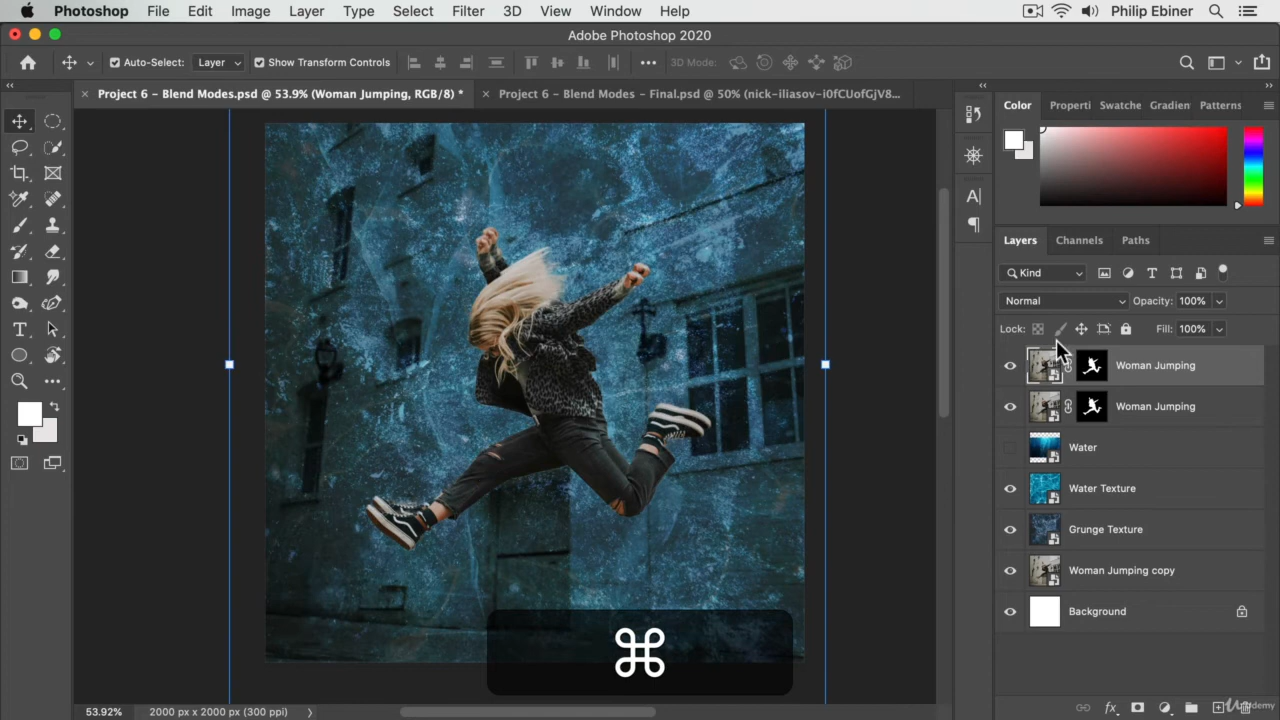 Photoshop File Edit Image Layer Type Select Filter 3D View Window Help Philip Ebiner
Adobe Photoshop 2020
Auto-Select: Layer Show Transform Controls 3D Mode:
Project 6 - Blend Modes.psd @ 53.9% (Woman Jumping, RGB/8) * Project 6 - Blend Modes - Final.psd @ 50% (nick-iliasov-i0fCUofGjV8...
Color Properti Swatche Gradien Patterns
Layers Channels Paths
Kind
Normal Opacity: 100%
Lock: Fill: 100%
Woman Jumping
Woman Jumping
Water
Water Texture
Grunge Texture
Woman Jumping copy
Background
⌘
53.92% 2000 px x 2000 px (300 ppi)